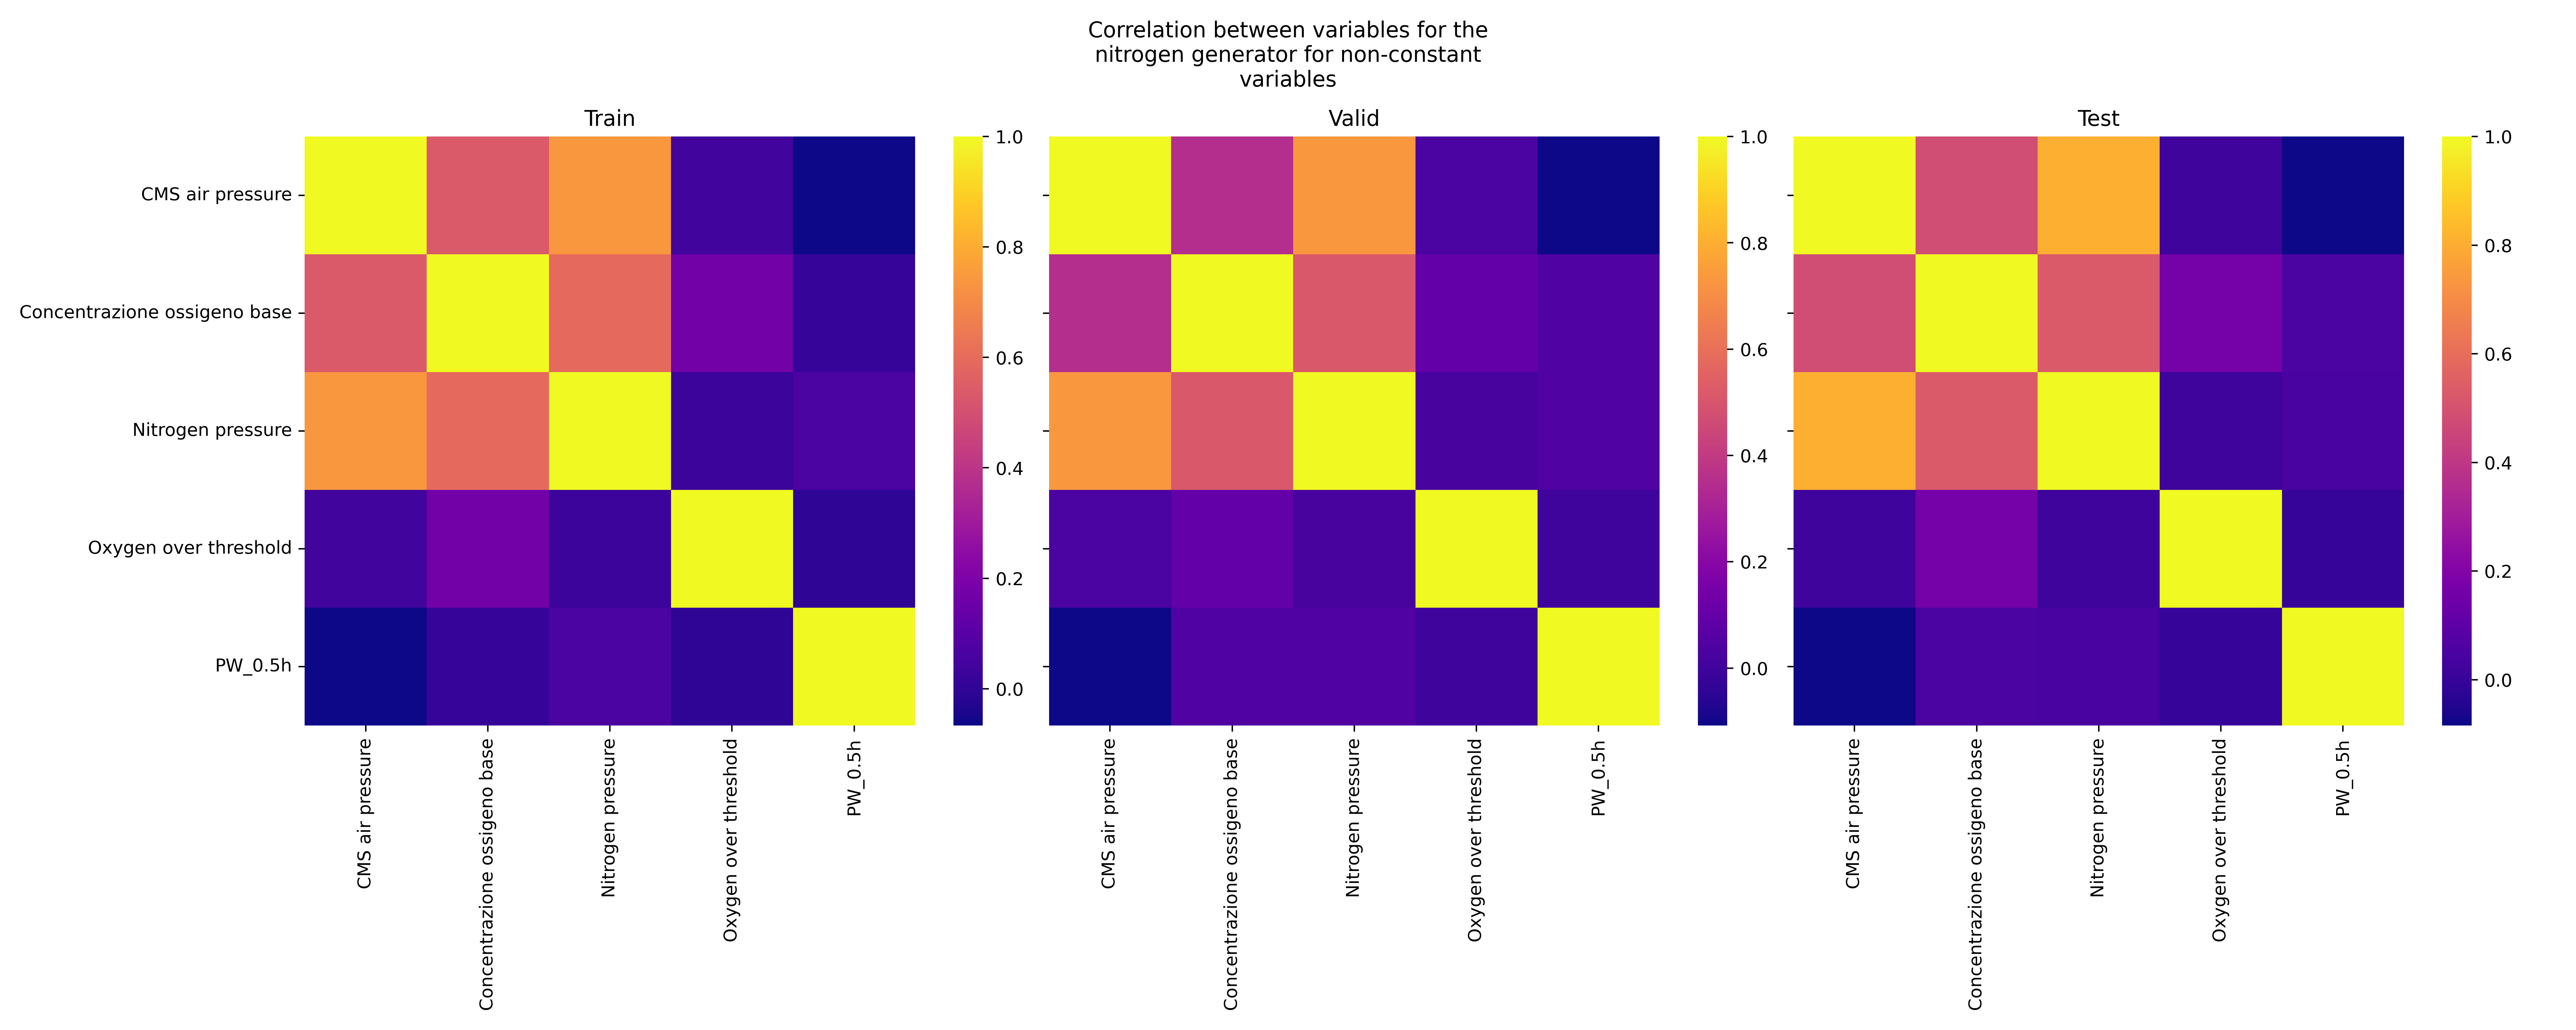 Correlation between variables for the
nitrogen generator for non-constant
variables
Train
Valid
Test
CMS air pressure
Concentrazione ossigeno base
Nitrogen pressure
Oxygen over threshold
PW_0.5h
1.0
0.8
0.6
0.4
0.2
0.0
1.0
0.8
0.6
0.4
0.2
0.0
1.0
0.8
0.6
0.4
0.2
0.0
CMS air pressure
Concentrazione ossigeno base
Nitrogen pressure
Oxygen over threshold
PW_0.5h
CMS air pressure
Concentrazione ossigeno base
Nitrogen pressure
Oxygen over threshold
PW_0.5h
CMS air pressure
Concentrazione ossigeno base
Nitrogen pressure
Oxygen over threshold
PW_0.5h